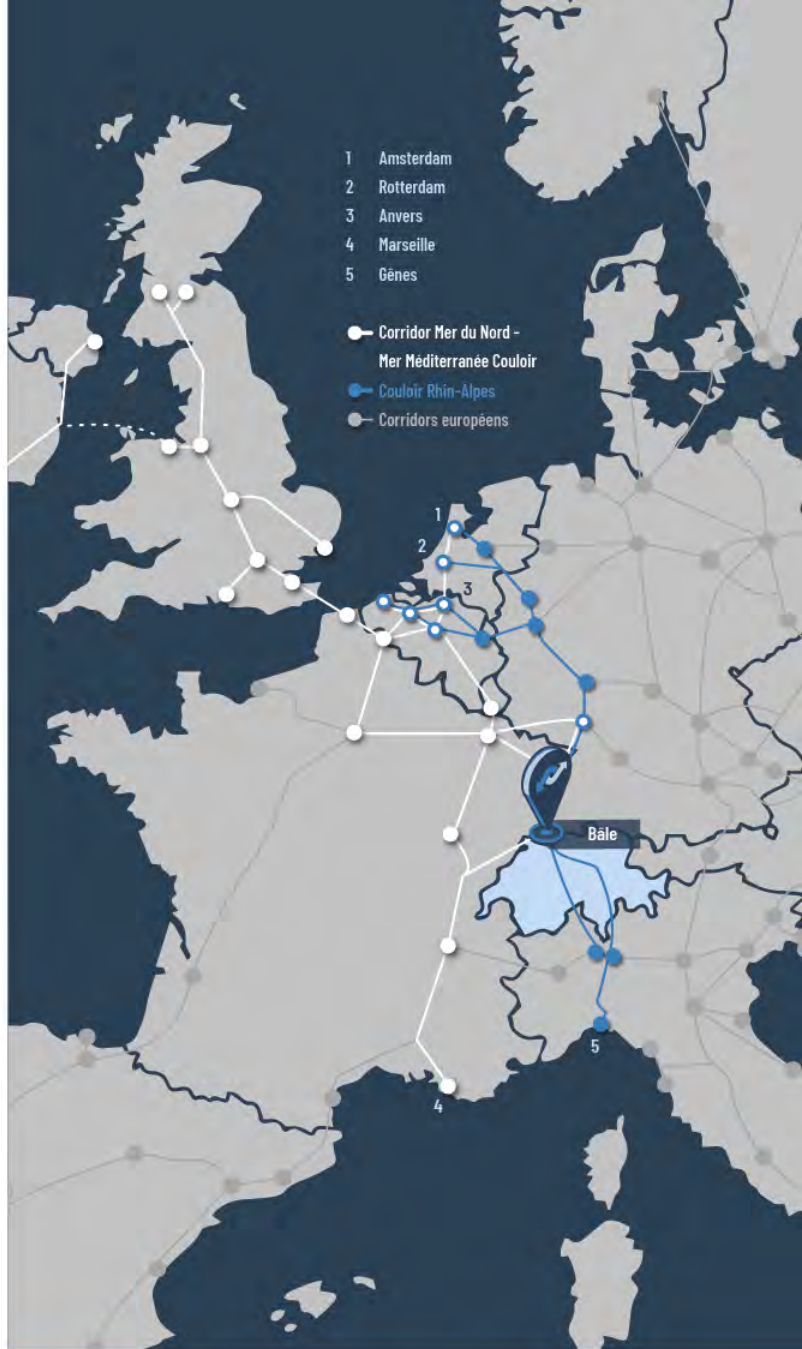 1 Amsterdam
2 Rotterdam
3 Anvers
4 Marseille
5 Gênes
Corridor Mer du Nord -
Mer Méditerranée Couloir
Couloir Rhin-Alpes
Corridors européens
1
2
3
Bâle
5
4